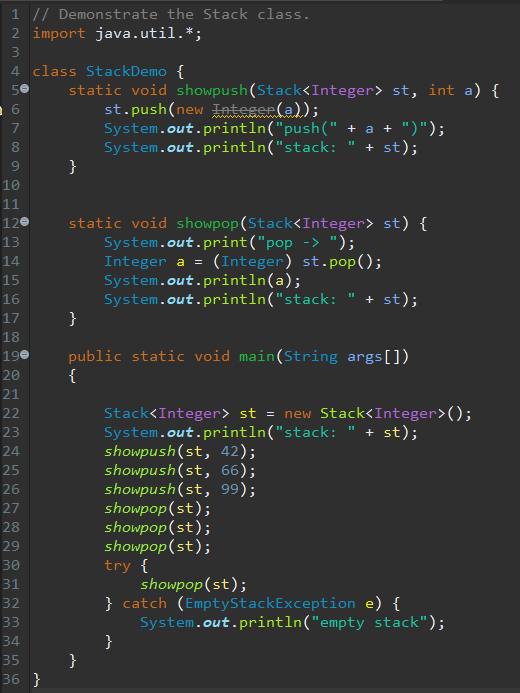 1 // Demonstrate the Stack class.
2 import java.util.*;
3
4 class StackDemo {
5 static void showpush(Stack<Integer> st, int a) {
6 st.push(new Integer(a));
7 System.out.println("push(" + a + ")");
8 System.out.println("stack: " + st);
9 }
10
11
12 static void showpop(Stack<Integer> st) {
13 System.out.print("pop -> ");
14 Integer a = (Integer) st.pop();
15 System.out.println(a);
16 System.out.println("stack: " + st);
17 }
18
19 public static void main(String args[])
20 {
21
22 Stack<Integer> st = new Stack<Integer>();
23 System.out.println("stack: " + st);
24 showpush(st, 42);
25 showpush(st, 66);
26 showpush(st, 99);
27 showpop(st);
28 showpop(st);
29 showpop(st);
30 try {
31 showpop(st);
32 } catch (EmptyStackException e) {
33 System.out.println("empty stack");
34 }
35 }
36 }